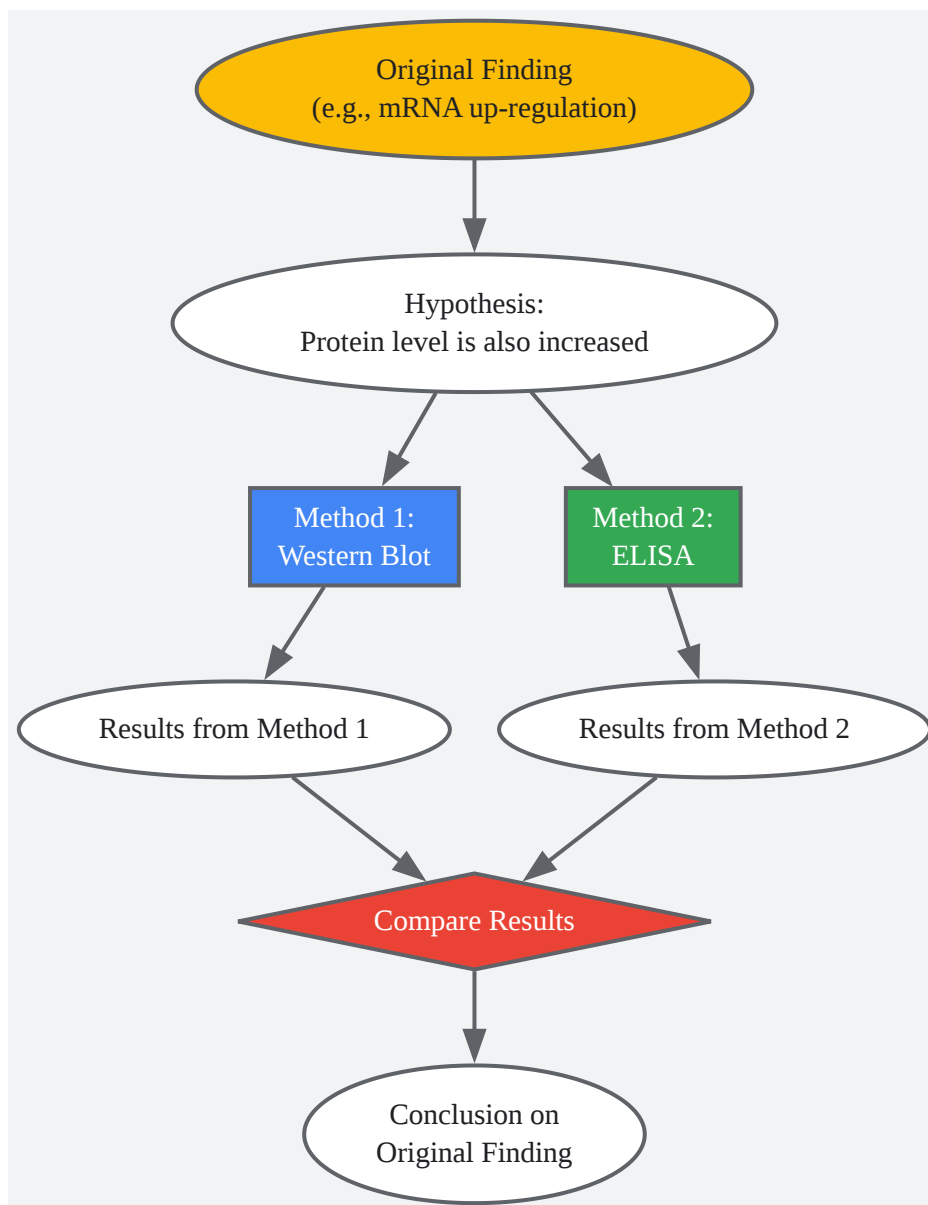 Original Finding
(e.g., mRNA up-regulation)
Hypothesis:
Protein level is also increased
Method 1:
Western Blot
Method 2:
ELISA
Results from Method 1
Results from Method 2
Compare Results
Conclusion on
Original Finding